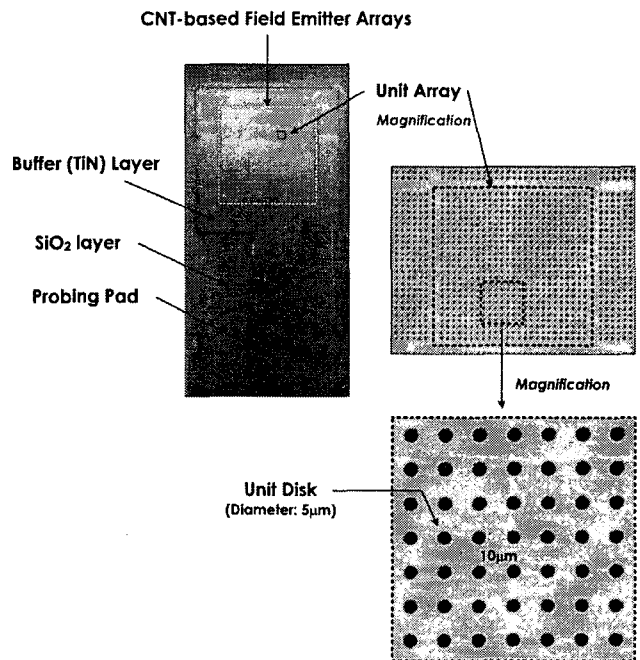 CNT-based Field Emitter Arrays
Unit Array
Magnification
Buffer (TiN) Layer
SiO₂ layer
Probing Pad
Magnification
Unit Disk
(Diameter: 5μm)
10μm